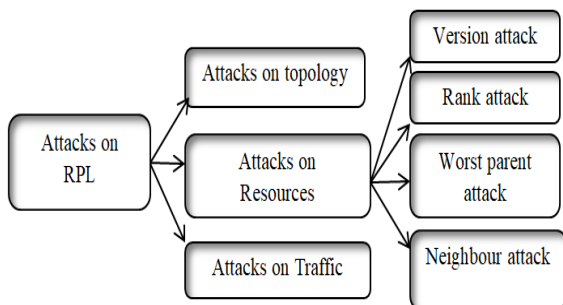 Attacks on
RPL
Attacks on topology
Attacks on
Resources
Attacks on Traffic
Version attack
Rank attack
Worst parent
attack
Neighbour attack